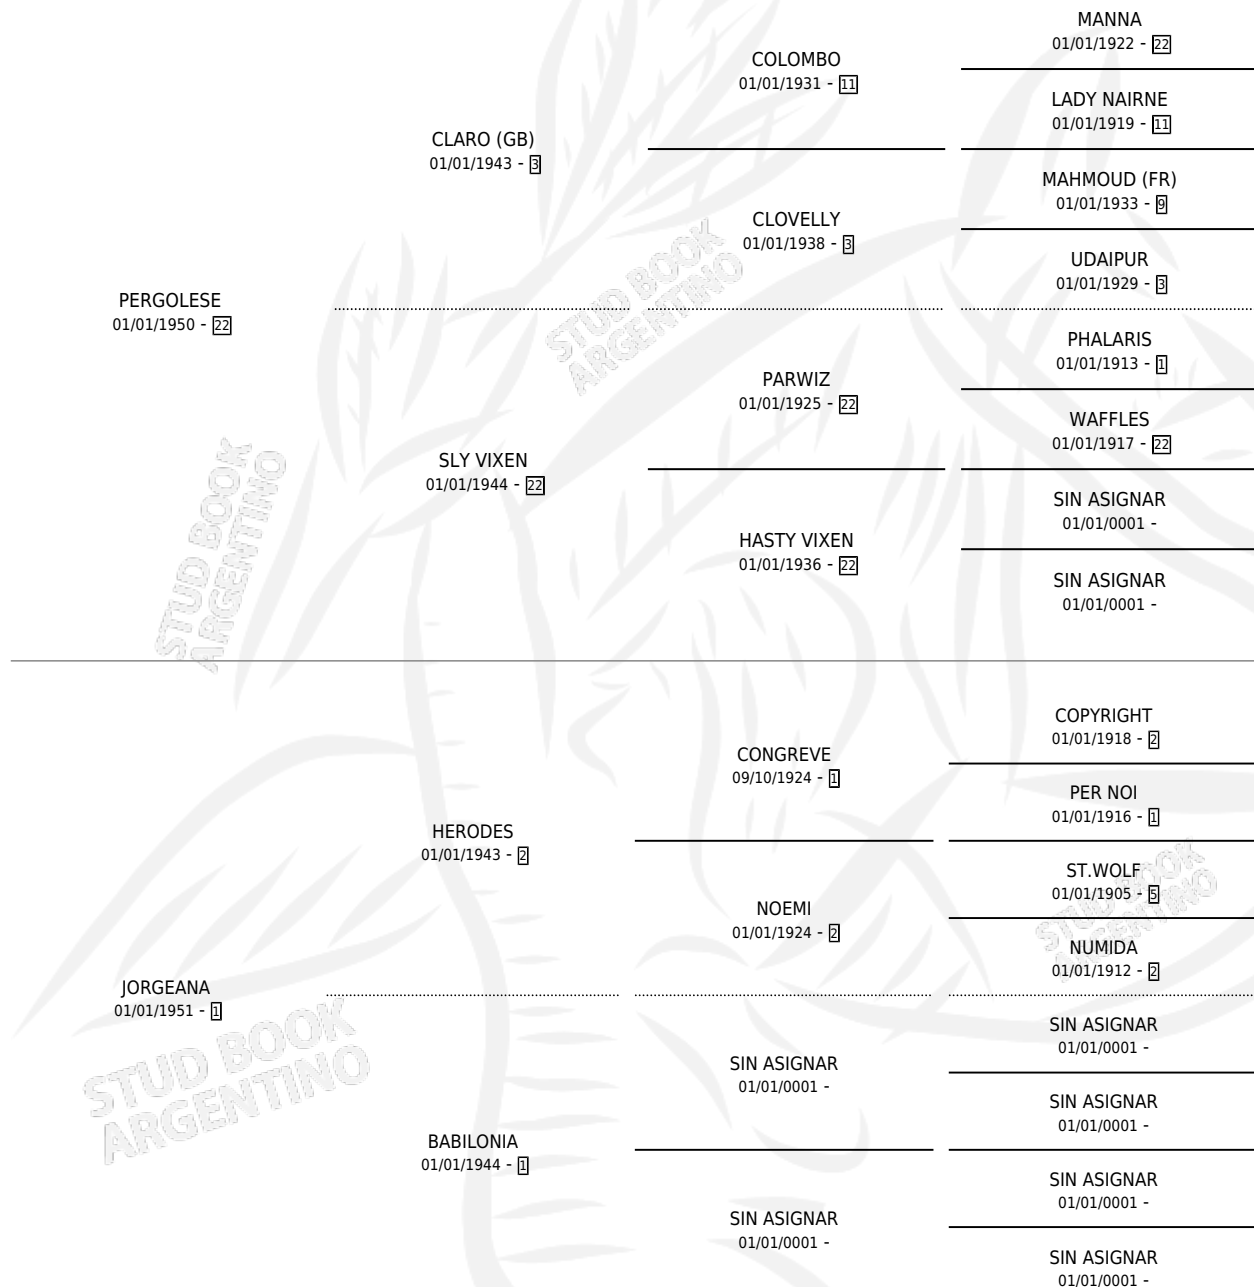 MANNA
01/01/1922 - 22
COLOMBO
01/01/1931 - 11
LADY NAIRNE
01/01/1919 - 11
CLARO (GB)
01/01/1943 - 3
MAHMOUD (FR)
01/01/1933 - 9
CLOVELLY
01/01/1938 - 3
UDAIPUR
01/01/1929 - 3
PERGOLESE
01/01/1950 - 22
PHALARIS
01/01/1913 - 1
PARWIZ
01/01/1925 - 22
WAFFLES
01/01/1917 - 22
SLY VIXEN
01/01/1944 - 22
SIN ASIGNAR
01/01/0001 -
HASTY VIXEN
01/01/1936 - 22
SIN ASIGNAR
01/01/0001 -
COPYRIGHT
01/01/1918 - 2
CONGREVE
09/10/1924 - 1
PER NOI
01/01/1916 - 1
HERODES
01/01/1943 - 2
ST.WOLF
01/01/1905 - 5
NOEMI
01/01/1924 - 2
NUMIDA
01/01/1912 - 2
JORGEANA
01/01/1951 - 1
SIN ASIGNAR
01/01/0001 -
SIN ASIGNAR
01/01/0001 -
SIN ASIGNAR
01/01/0001 -
BABILONIA
01/01/1944 - 1
SIN ASIGNAR
01/01/0001 -
SIN ASIGNAR
01/01/0001 -
SIN ASIGNAR
01/01/0001 -
STUD BOOK
ARGENTINO
STUD BOOK
ARGENTINO
STUD BOOK
ARGENTINO
STUD BOOK
ARGENTINO